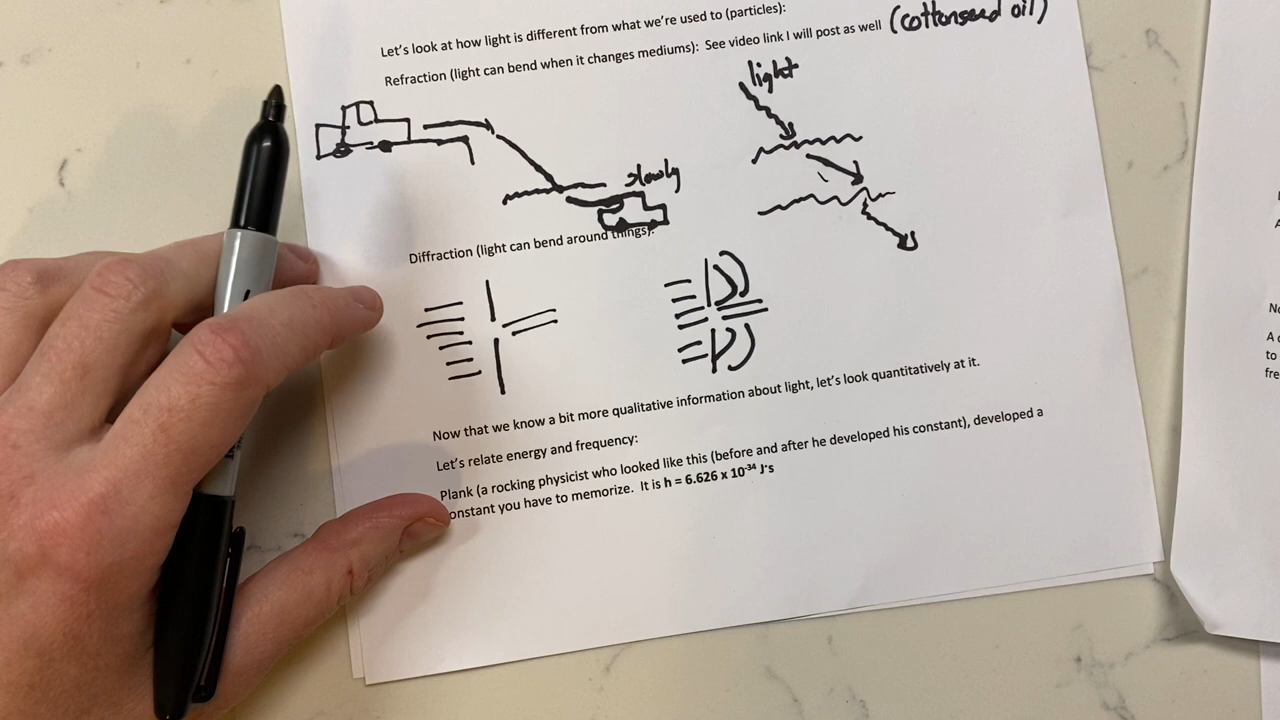 Let's look at how light is different from what we're used to (particles):
Refraction (light can bend when it changes mediums): See video link I will post as well (cottonseed oil)
light
slowly
Diffraction (light can bend around things):
Now that we know a bit more qualitative information about light, let's look quantitatively at it.
Let's relate energy and frequency:
Plank (a rocking physicist who looked like this (before and after he developed his constant), developed a
onstant you have to memorize. It is h = 6.626 x 10⁻³⁴ J·s
No
A
to
fre